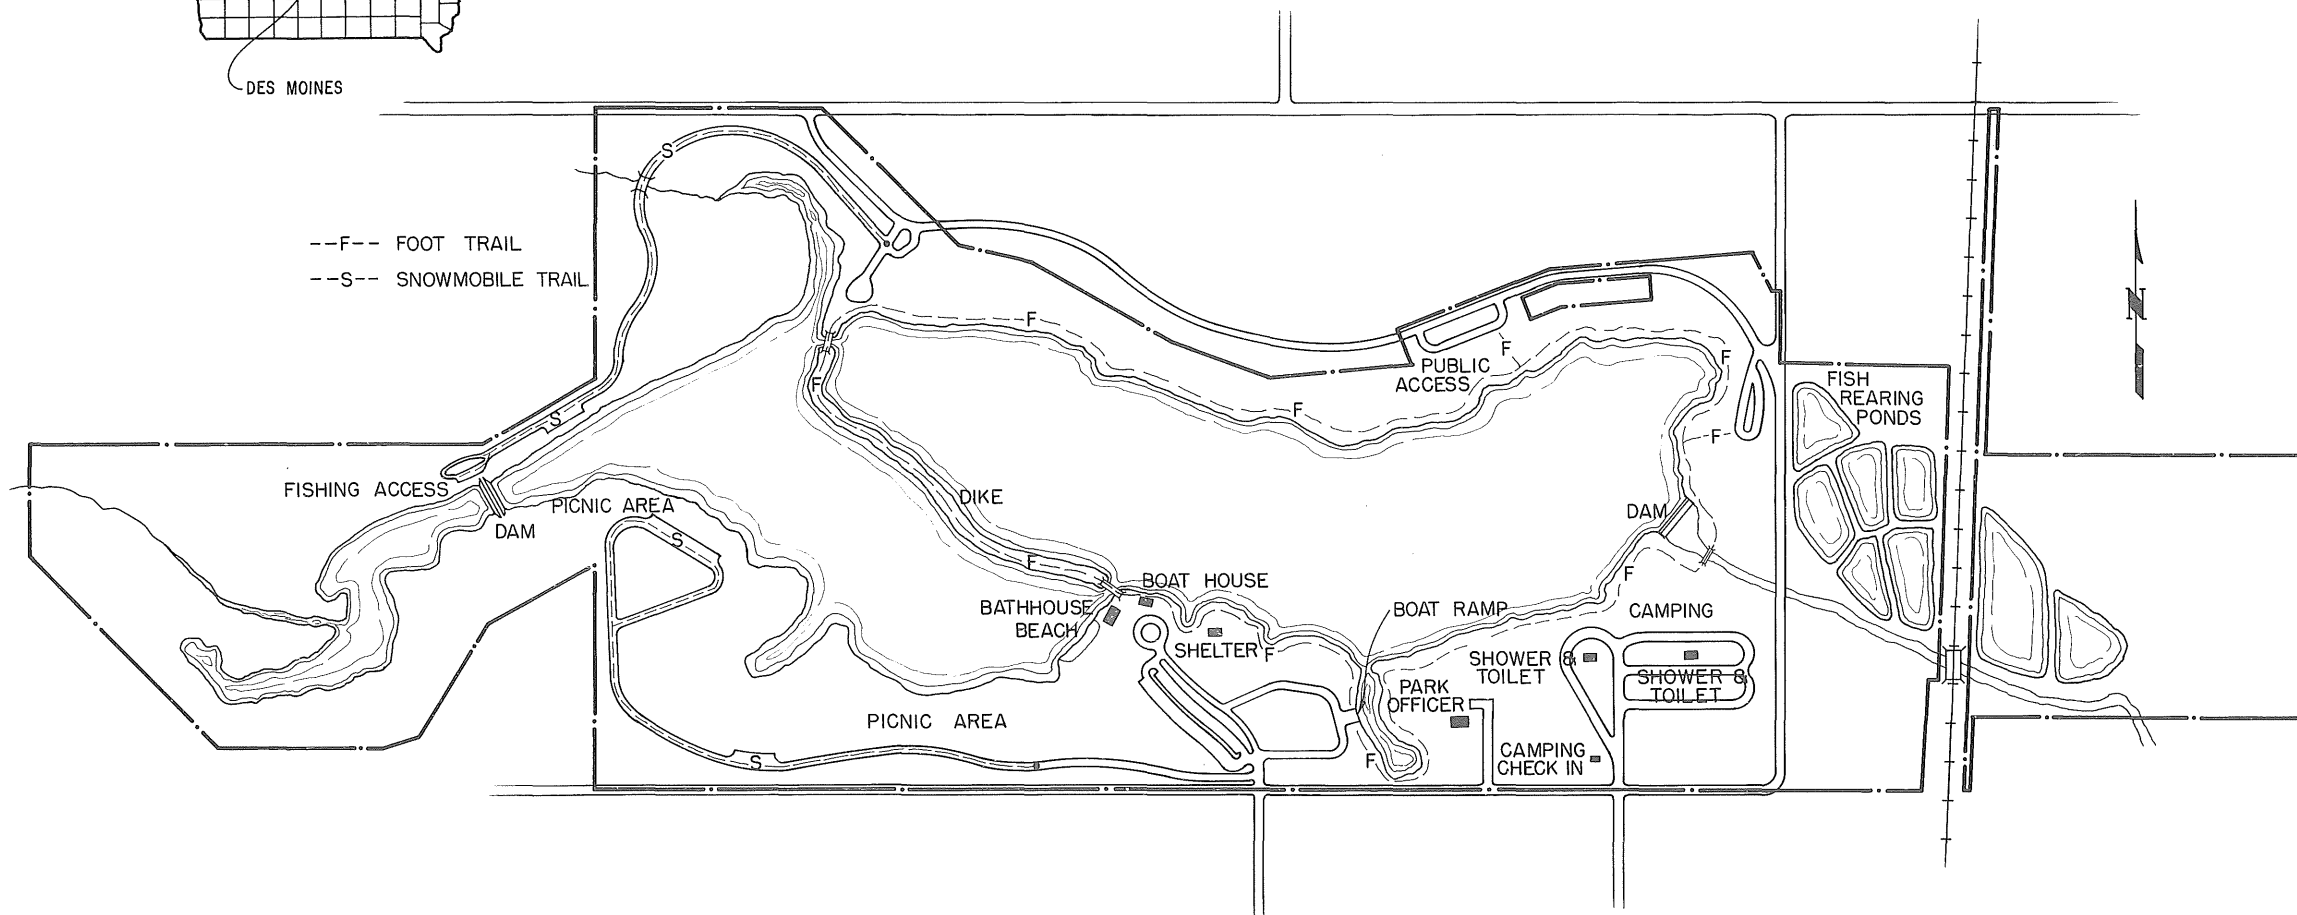 DES MOINES
S
--F-- FOOT TRAIL
--S-- SNOWMOBILE TRAIL
N
F
F
PUBLIC
ACCESS
F
F
FISH
REARING
PONDS
F
S
F
F
FISHING ACCESS
DAM
PICNIC AREA
S
DIKE
DAM
F
BOAT HOUSE
BATHHOUSE
BEACH
F
BOAT RAMP
CAMPING
SHELTER
F
SHOWER &
TOILET
SHOWER &
TOILET
PARK
OFFICER
PICNIC AREA
S
F
CAMPING
CHECK IN